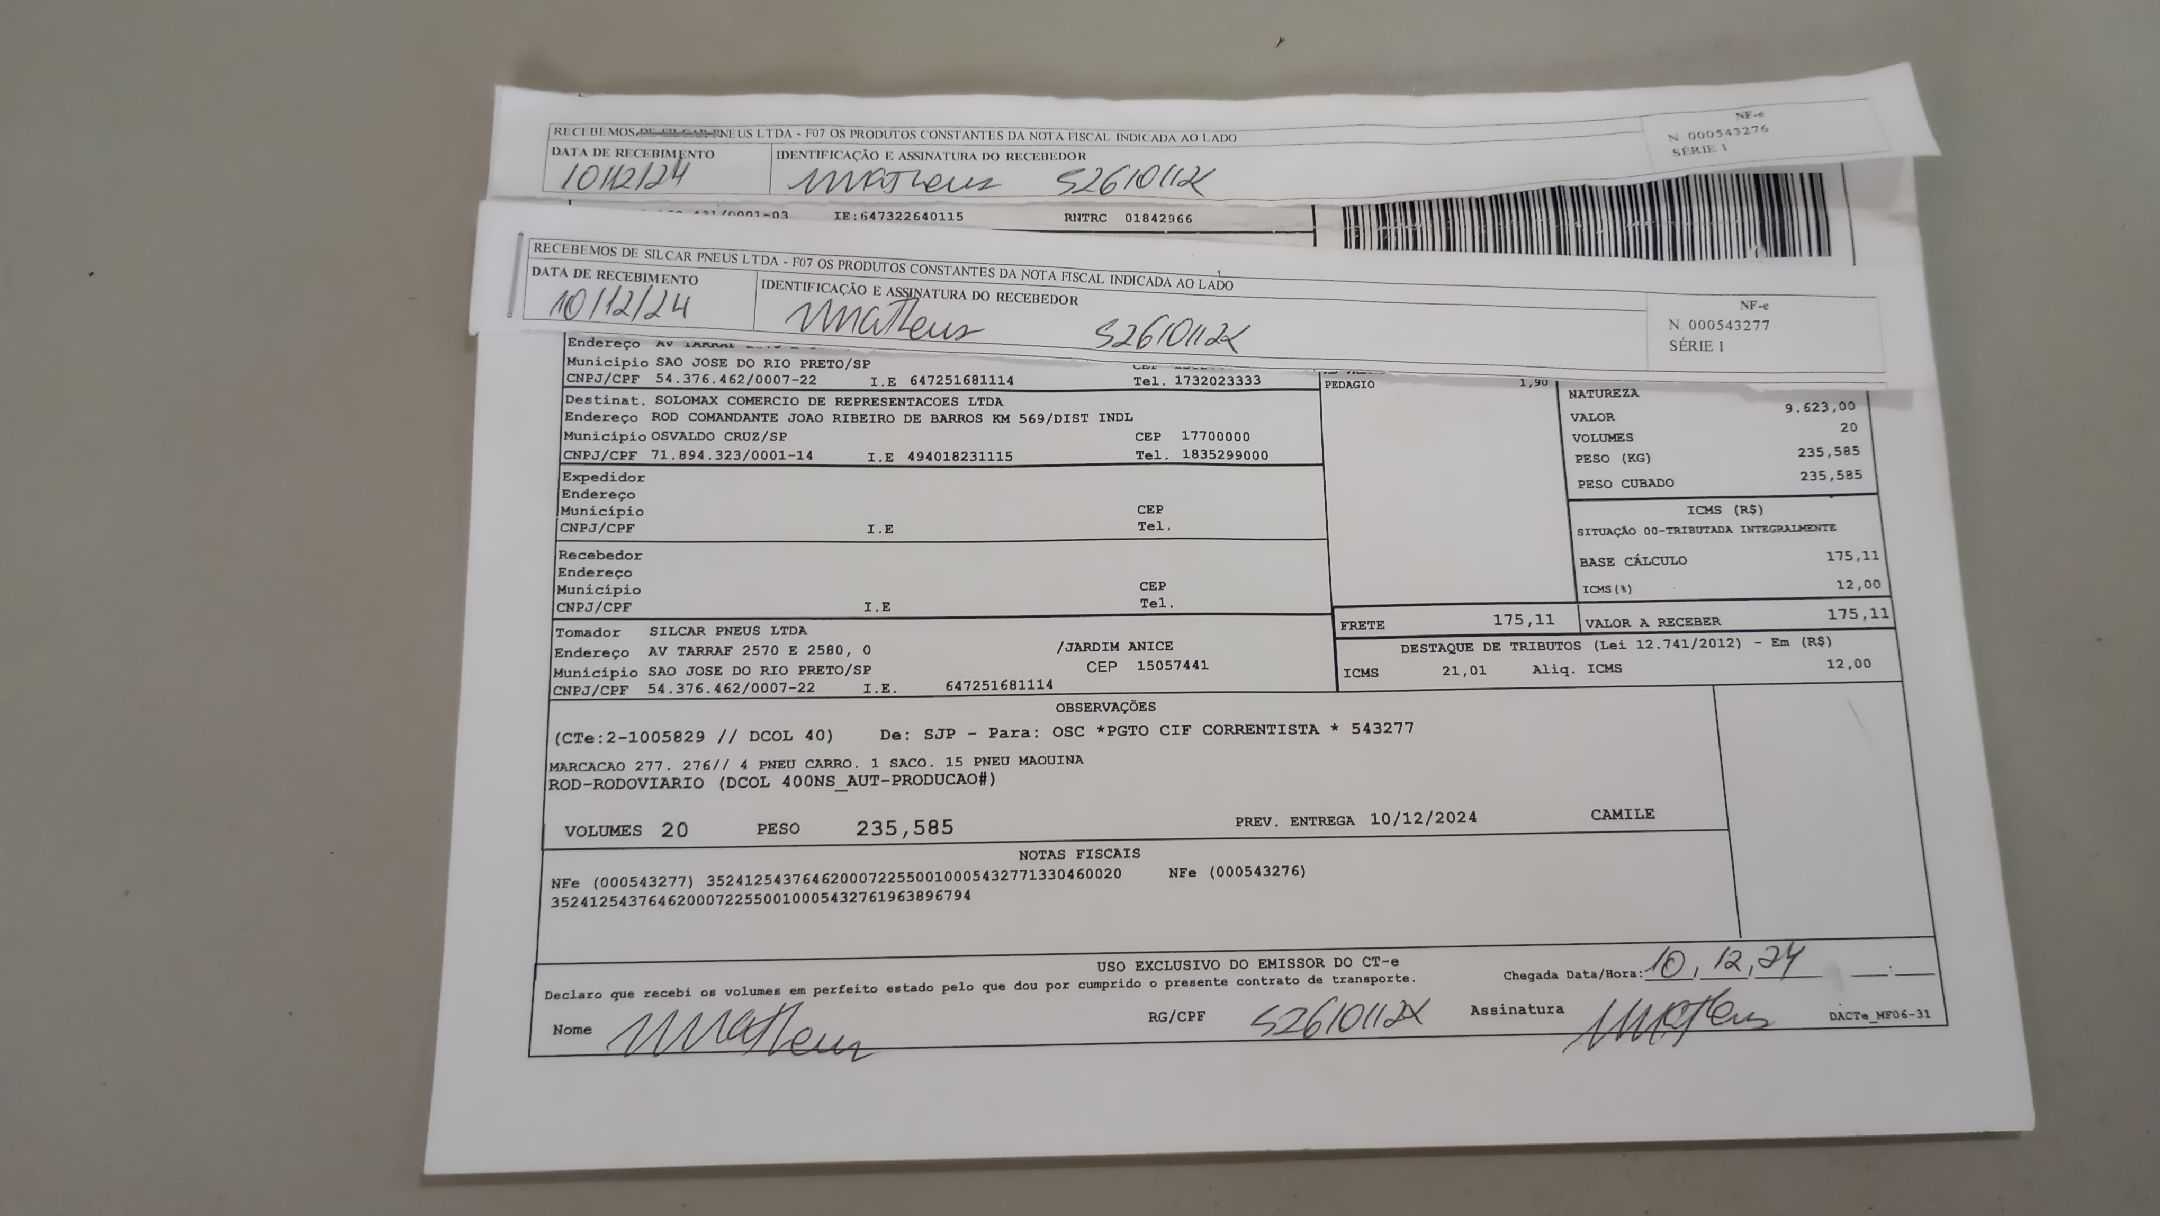 RECEBEMOS DE SILCAR PNEUS LTDA - F07 OS PRODUTOS CONSTANTES DA NOTA FISCAL INDICADA AO LADO
NF-e
N. 000543276
SÉRIE 1
DATA DE RECEBIMENTO
IDENTIFICAÇÃO E ASSINATURA DO RECEBEDOR
10/12/24
Matheus
/0001-03 IE:647322640115 RNTRC 01842966
RECEBEMOS DE SILCAR PNEUS LTDA - F07 OS PRODUTOS CONSTANTES DA NOTA FISCAL INDICADA AO LADO
DATA DE RECEBIMENTO
IDENTIFICAÇÃO E ASSINATURA DO RECEBEDOR
10/12/24
Matheus
NF-e
N. 000543277
SÉRIE 1
Endereço AV
Município SAO JOSE DO RIO PRETO/SP
CNPJ/CPF 54.376.462/0007-22 I.E 647251681114 Tel. 1732023333
Destinat. SOLOMAX COMERCIO DE REPRESENTACOES LTDA
Endereço ROD COMANDANTE JOAO RIBEIRO DE BARROS KM 569/DIST INDL
Município OSVALDO CRUZ/SP CEP 17700000
CNPJ/CPF 71.894.323/0001-14 I.E 494018231115 Tel. 1835299000
Expedidor
Endereço
Município CEP
CNPJ/CPF I.E Tel.
Recebedor
Endereço
Município CEP
CNPJ/CPF I.E Tel.
Tomador SILCAR PNEUS LTDA
Endereço AV TARRAF 2570 E 2580, 0 /JARDIM ANICE
Município SAO JOSE DO RIO PRETO/SP CEP 15057441
CNPJ/CPF 54.376.462/0007-22 I.E. 647251681114
PEDAGIO 1,90
NATUREZA
VALOR 9.623,00
VOLUMES 20
PESO (KG) 235,585
PESO CUBADO 235,585
ICMS (R$)
SITUAÇÃO 00-TRIBUTADA INTEGRALMENTE
BASE CÁLCULO 175,11
ICMS(%) 12,00
FRETE 175,11 VALOR A RECEBER 175,11
DESTAQUE DE TRIBUTOS (Lei 12.741/2012) - Em (R$)
ICMS 21,01 Aliq. ICMS 12,00
OBSERVAÇÕES
(CTe:2-1005829 // DCOL 40) De: SJP - Para: OSC *PGTO CIF CORRENTISTA * 543277
MARCACAO 277. 276// 4 PNEU CARRO. 1 SACO. 15 PNEU MAQUINA
ROD-RODOVIARIO (DCOL 400NS_AUT-PRODUCAO#)
VOLUMES 20 PESO 235,585 PREV. ENTREGA 10/12/2024 CAMILE
NOTAS FISCAIS
NFe (000543277) 35241254376462000722550010005432771330460020 NFe (000543276)
35241254376462000722550010005432761963896794
USO EXCLUSIVO DO EMISSOR DO CT-e
Declaro que recebi os volumes em perfeito estado pelo que dou por cumprido o presente contrato de transporte.
Chegada Data/Hora: 10, 12, 24
Nome Matheus RG/CPF Assinatura Matheus DACTe_MF06-31